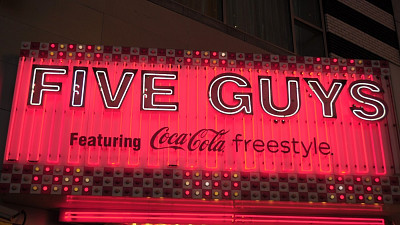 FIVE GUYS
Featuring Coca-Cola freestyle.